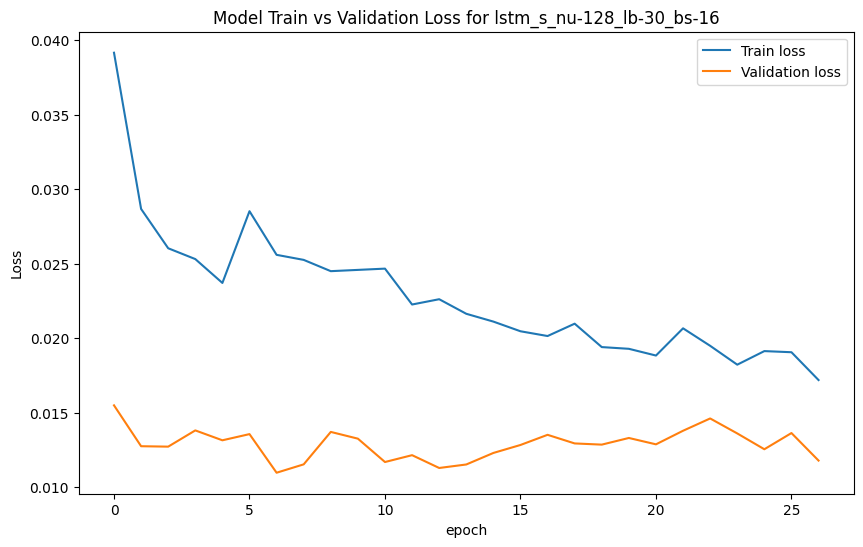 Model Train vs Validation Loss for lstm_s_nu-128_lb-30_bs-16
Train loss
Validation loss
Loss
0.040
0.035
0.030
0.025
0.020
0.015
0.010
0 5 10 15 20 25
epoch